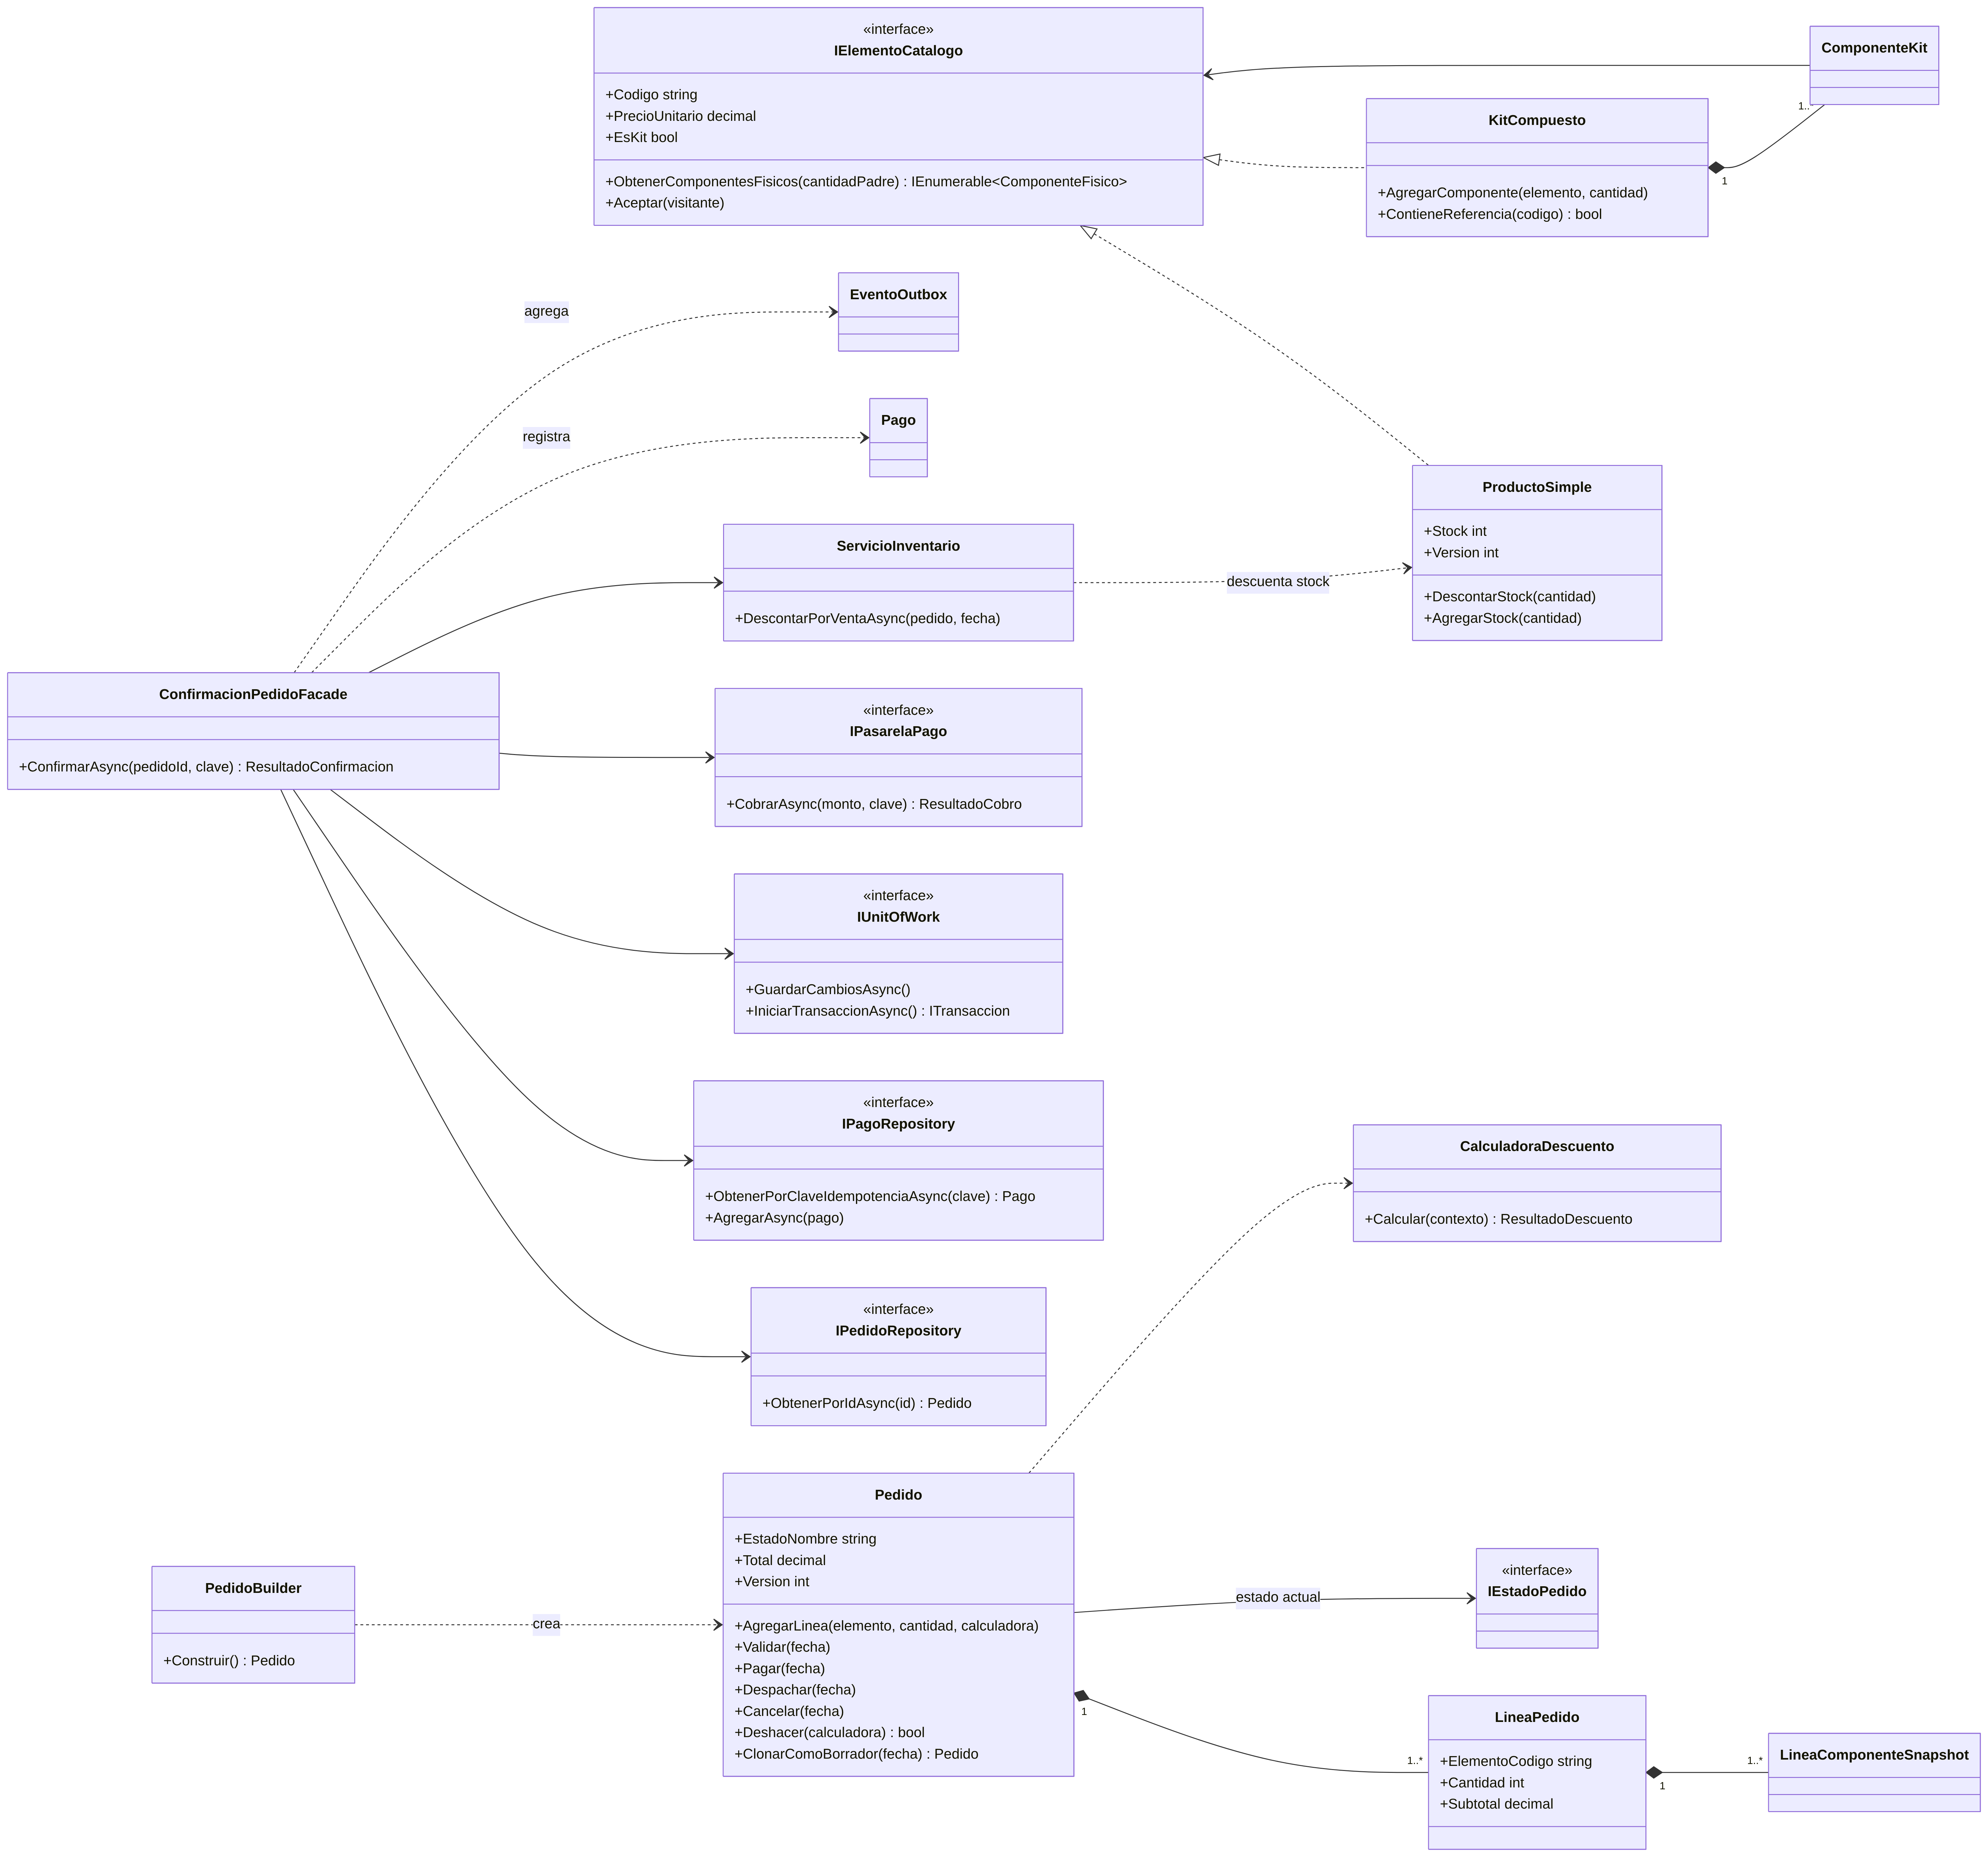 «interface»
IElementoCatalogo
+Codigo string
+PrecioUnitario decimal
+EsKit bool
+ObtenerComponentesFisicos(cantidadPadre) : IEnumerable<ComponenteFisico>
+Aceptar(visitante)
ComponenteKit
1..*
KitCompuesto
+AgregarComponente(elemento, cantidad)
+ContieneReferencia(codigo) : bool
1
agrega
EventoOutbox
registra
Pago
ProductoSimple
+Stock int
+Version int
+DescontarStock(cantidad)
+AgregarStock(cantidad)
ServicioInventario
+DescontarPorVentaAsync(pedido, fecha)
descuenta stock
ConfirmacionPedidoFacade
+ConfirmarAsync(pedidoId, clave) : ResultadoConfirmacion
«interface»
IPasarelaPago
+CobrarAsync(monto, clave) : ResultadoCobro
«interface»
IUnitOfWork
+GuardarCambiosAsync()
+IniciarTransaccionAsync() : ITransaccion
«interface»
IPagoRepository
+ObtenerPorClaveIdempotenciaAsync(clave) : Pago
+AgregarAsync(pago)
CalculadoraDescuento
+Calcular(contexto) : ResultadoDescuento
«interface»
IPedidoRepository
+ObtenerPorIdAsync(id) : Pedido
PedidoBuilder
+Construir() : Pedido
crea
Pedido
+EstadoNombre string
+Total decimal
+Version int
+AgregarLinea(elemento, cantidad, calculadora)
+Validar(fecha)
+Pagar(fecha)
+Despachar(fecha)
+Cancelar(fecha)
+Deshacer(calculadora) : bool
+ClonarComoBorrador(fecha) : Pedido
estado actual
«interface»
IEstadoPedido
1
1..*
LineaPedido
+ElementoCodigo string
+Cantidad int
+Subtotal decimal
1
1..*
LineaComponenteSnapshot